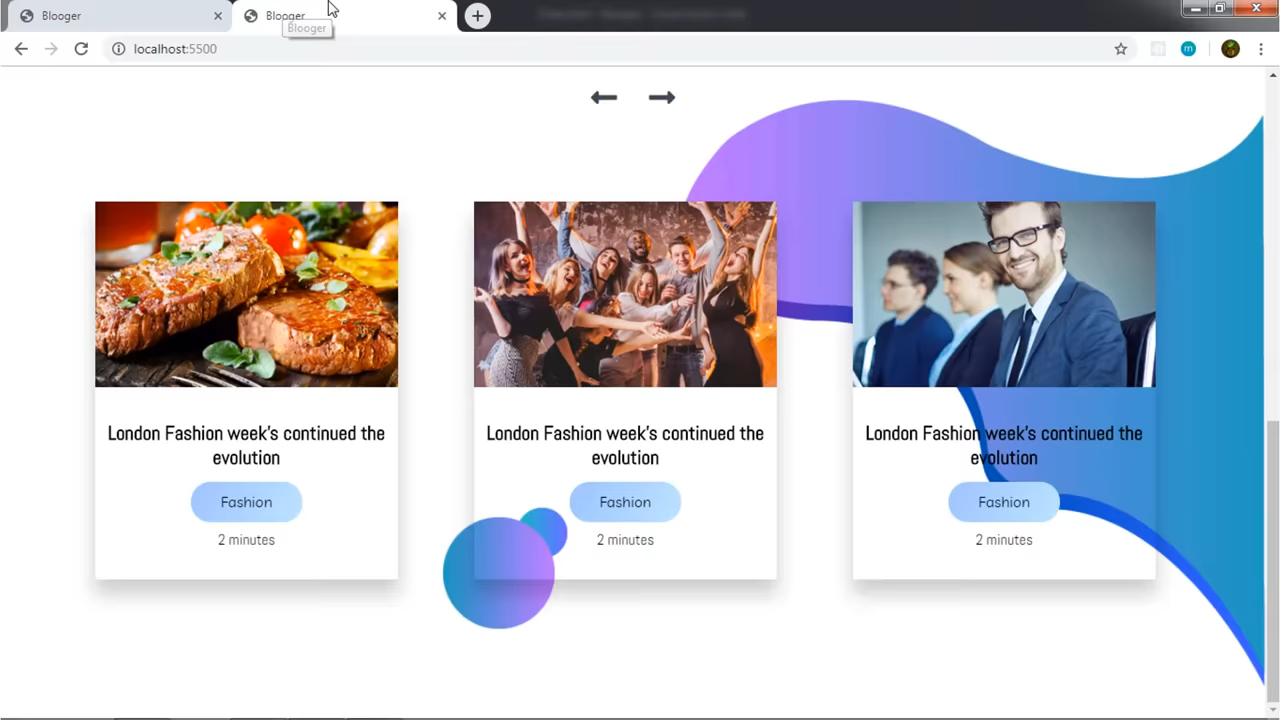 Blooger
Blooger
Blooger
localhost:5500
m
London Fashion week's continued the
evolution
Fashion
2 minutes
London Fashion week's continued the
evolution
Fashion
2 minutes
London Fashion week's continued the
evolution
Fashion
2 minutes